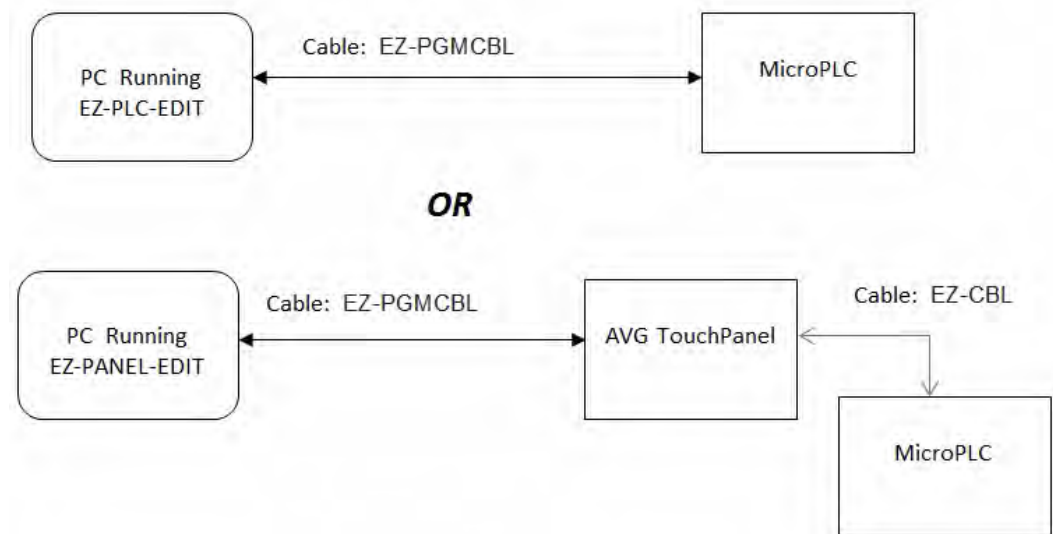 Cable: EZ-PGMCBL
PC Running
EZ-PLC-EDIT
MicroPLC
OR
Cable: EZ-PGMCBL
Cable: EZ-CBL
PC Running
EZ-PANEL-EDIT
AVG TouchPanel
MicroPLC